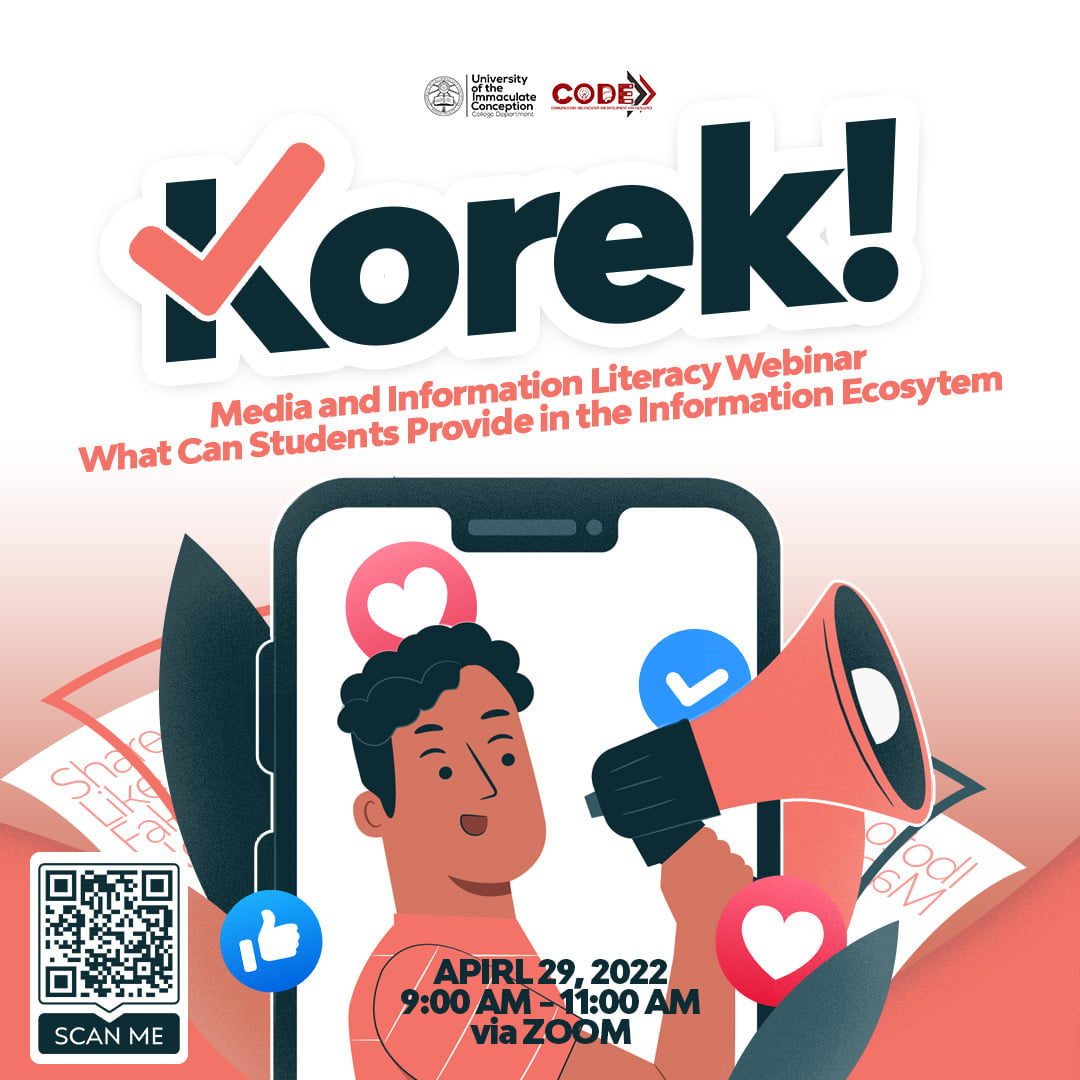 University
of the
Immaculate
Conception
College Department
CODE
Korek!
Media and Information Literacy Webinar
What Can Students Provide in the Information Ecosytem
Share
Like
APIRL 29, 2022
9:00 AM - 11:00 AM
via ZOOM
SCAN ME